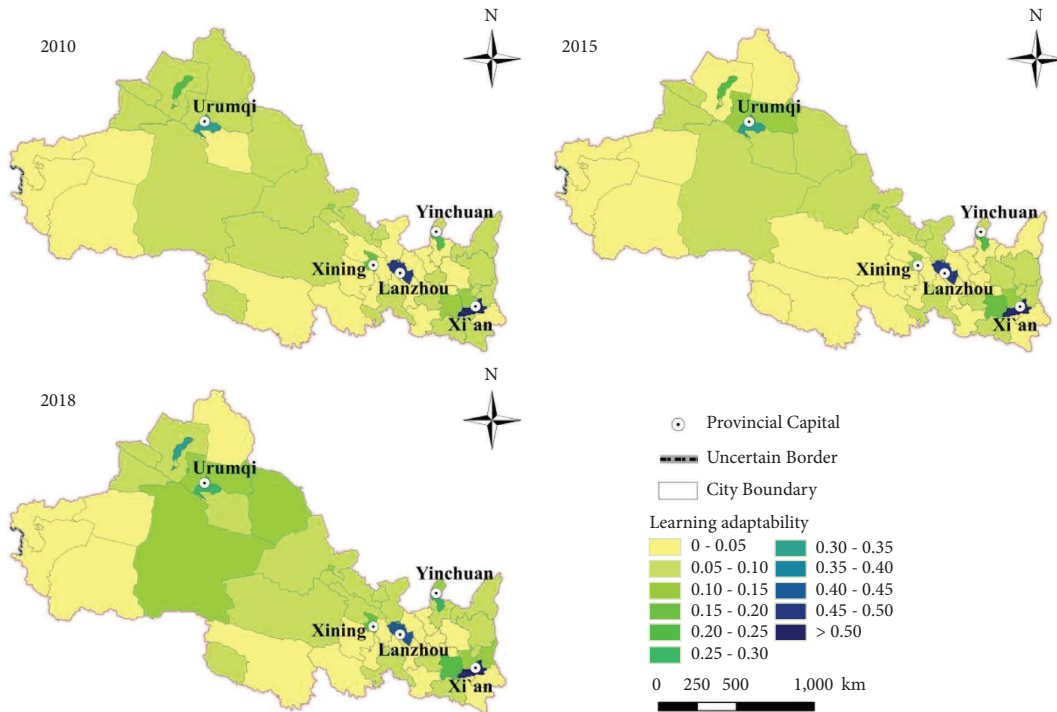 2010
N
Urumqi
Yinchuan
Xining
Lanzhou
Xi`an
2015
N
Urumqi
Yinchuan
Xining
Lanzhou
Xi`an
2018
N
Urumqi
Yinchuan
Xining
Lanzhou
Xi`an
Provincial Capital
Uncertain Border
City Boundary
Learning adaptability
0 - 0.05
0.05 - 0.10
0.10 - 0.15
0.15 - 0.20
0.20 - 0.25
0.25 - 0.30
0.30 - 0.35
0.35 - 0.40
0.40 - 0.45
0.45 - 0.50
> 0.50
0 250 500 1,000 km